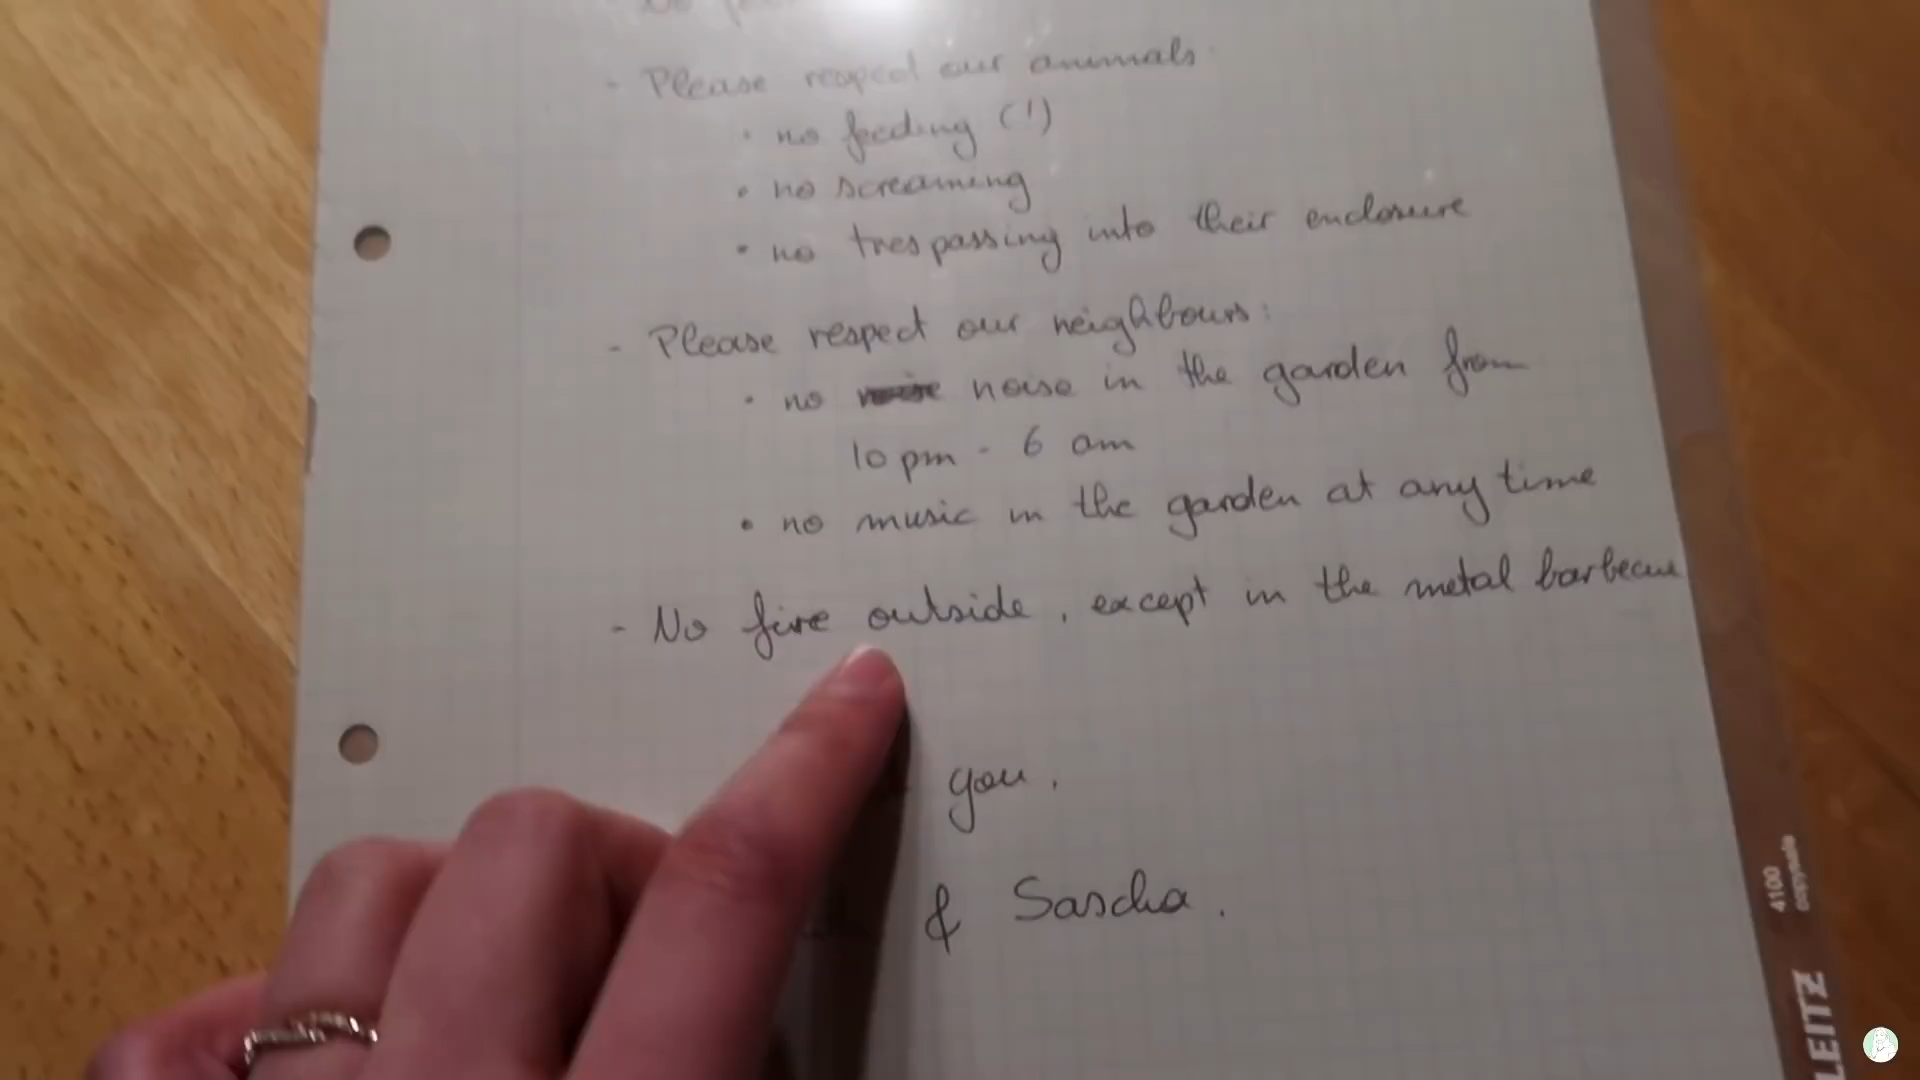 No
- Please respect our animals
• no feeding (!)
• no screaming
• no trespassing into their enclosure
- Please respect our neighbours:
• no noise in the garden from
10 pm - 6 am
• no music in the garden at any time
- No fire outside, except in the metal barbecue
you.
& Sascha.
4100
copysafe
LEITZ